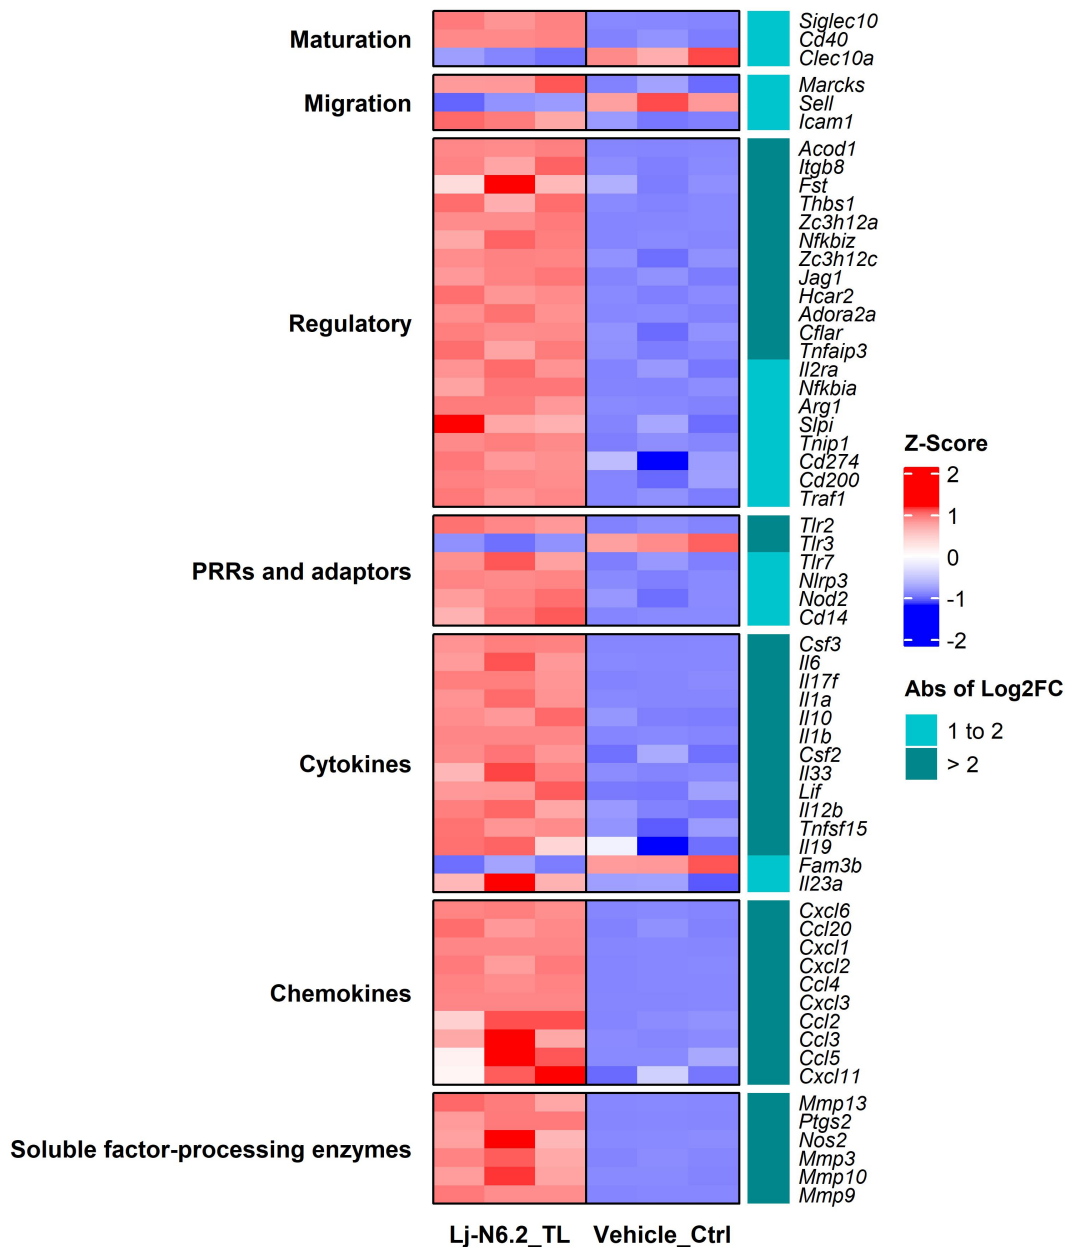 Maturation
Siglec10
Cd40
Clec10a
Migration
Marcks
Sell
Icam1
Regulatory
Acod1
Itgb8
Fst
Thbs1
Zc3h12a
Nfkbiz
Zc3h12c
Jag1
Hcar2
Adora2a
Cflar
Tnfaip3
Il2ra
Nfkbia
Arg1
Slpi
Tnip1
Cd274
Cd200
Traf1
PRRs and adaptors
Tlr2
Tlr3
Tlr7
Nlrp3
Nod2
Cd14
Cytokines
Csf3
Il6
Il17f
Il1a
Il10
Il1b
Csf2
Il33
Lif
Il12b
Tnfsf15
Il19
Fam3b
Il23a
Chemokines
Cxcl6
Ccl20
Cxcl1
Cxcl2
Ccl4
Cxcl3
Ccl2
Ccl3
Ccl5
Cxcl11
Soluble factor-processing enzymes
Mmp13
Ptgs2
Nos2
Mmp3
Mmp10
Mmp9
Lj-N6.2_TL
Vehicle_Ctrl
Z-Score
2
1
0
-1
-2
Abs of Log2FC
1 to 2
> 2